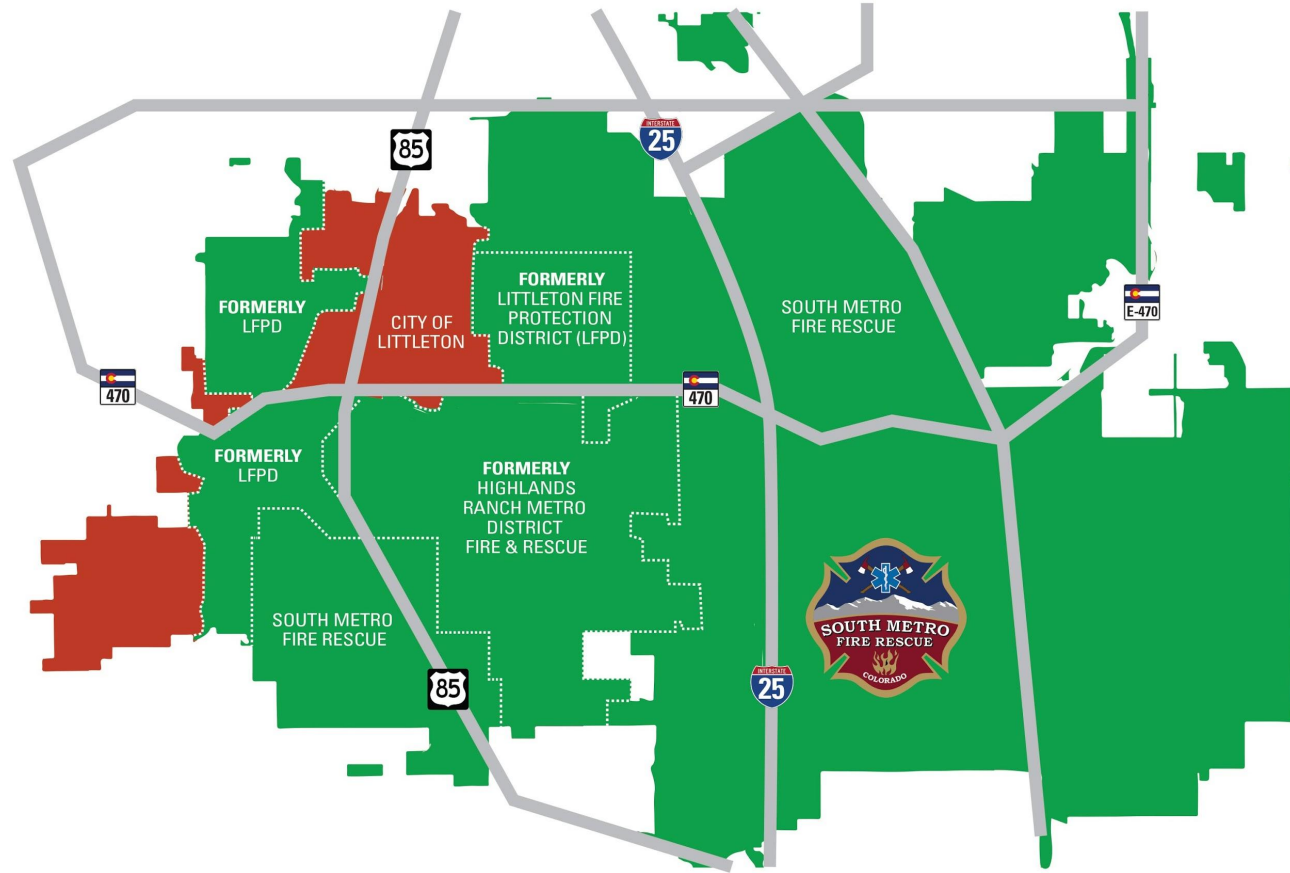 85
INTERSTATE
25
FORMERLY
LFPD
CITY OF
LITTLETON
FORMERLY
LITTLETON FIRE
PROTECTION
DISTRICT (LFPD)
SOUTH METRO
FIRE RESCUE
E-470
470
470
FORMERLY
LFPD
FORMERLY
HIGHLANDS
RANCH METRO
DISTRICT
FIRE & RESCUE
SOUTH METRO
FIRE RESCUE
SOUTH METRO
FIRE RESCUE
COLORADO
85
INTERSTATE
25